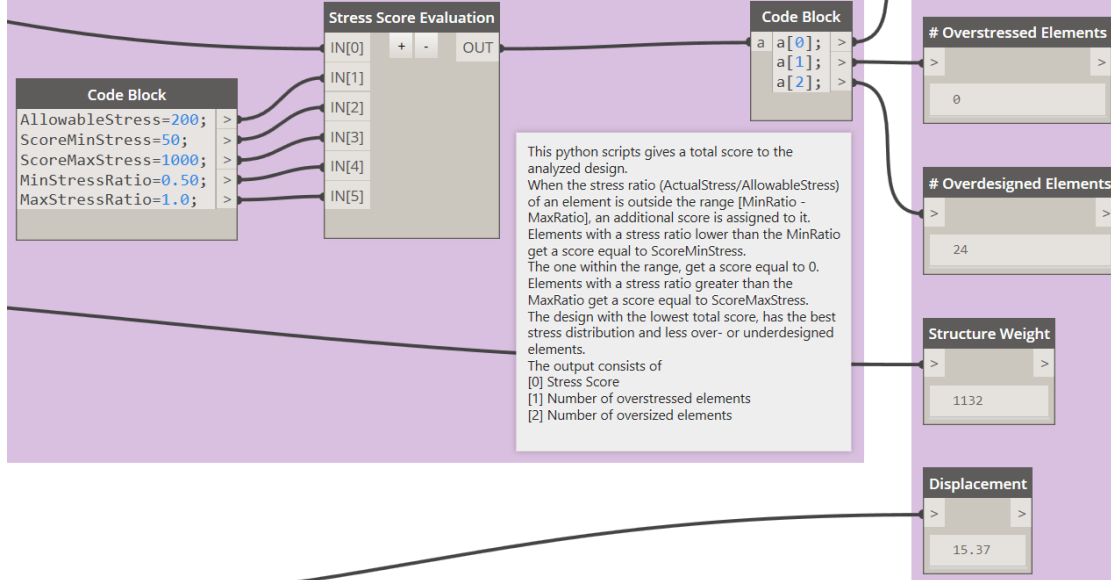 Stress Score Evaluation
IN[0] + - OUT
IN[1]
IN[2]
IN[3]
IN[4]
IN[5]
Code Block
AllowableStress=200; >
ScoreMinStress=50; >
ScoreMaxStress=1000; >
MinStressRatio=0.50; >
MaxStressRatio=1.0; >
Code Block
a a[0]; >
a[1]; >
a[2]; >
This python scripts gives a total score to the
analyzed design.
When the stress ratio (ActualStress/AllowableStress)
of an element is outside the range [MinRatio -
MaxRatio], an additional score is assigned to it.
Elements with a stress ratio lower than the MinRatio
get a score equal to ScoreMinStress.
The one within the range, get a score equal to 0.
Elements with a stress ratio greater than the
MaxRatio get a score equal to ScoreMaxStress.
The design with the lowest total score, has the best
stress distribution and less over- or underdesigned
elements.
The output consists of
[0] Stress Score
[1] Number of overstressed elements
[2] Number of oversized elements
# Overstressed Elements
> >
0
# Overdesigned Elements
> >
24
Structure Weight
> >
1132
Displacement
> >
15.37